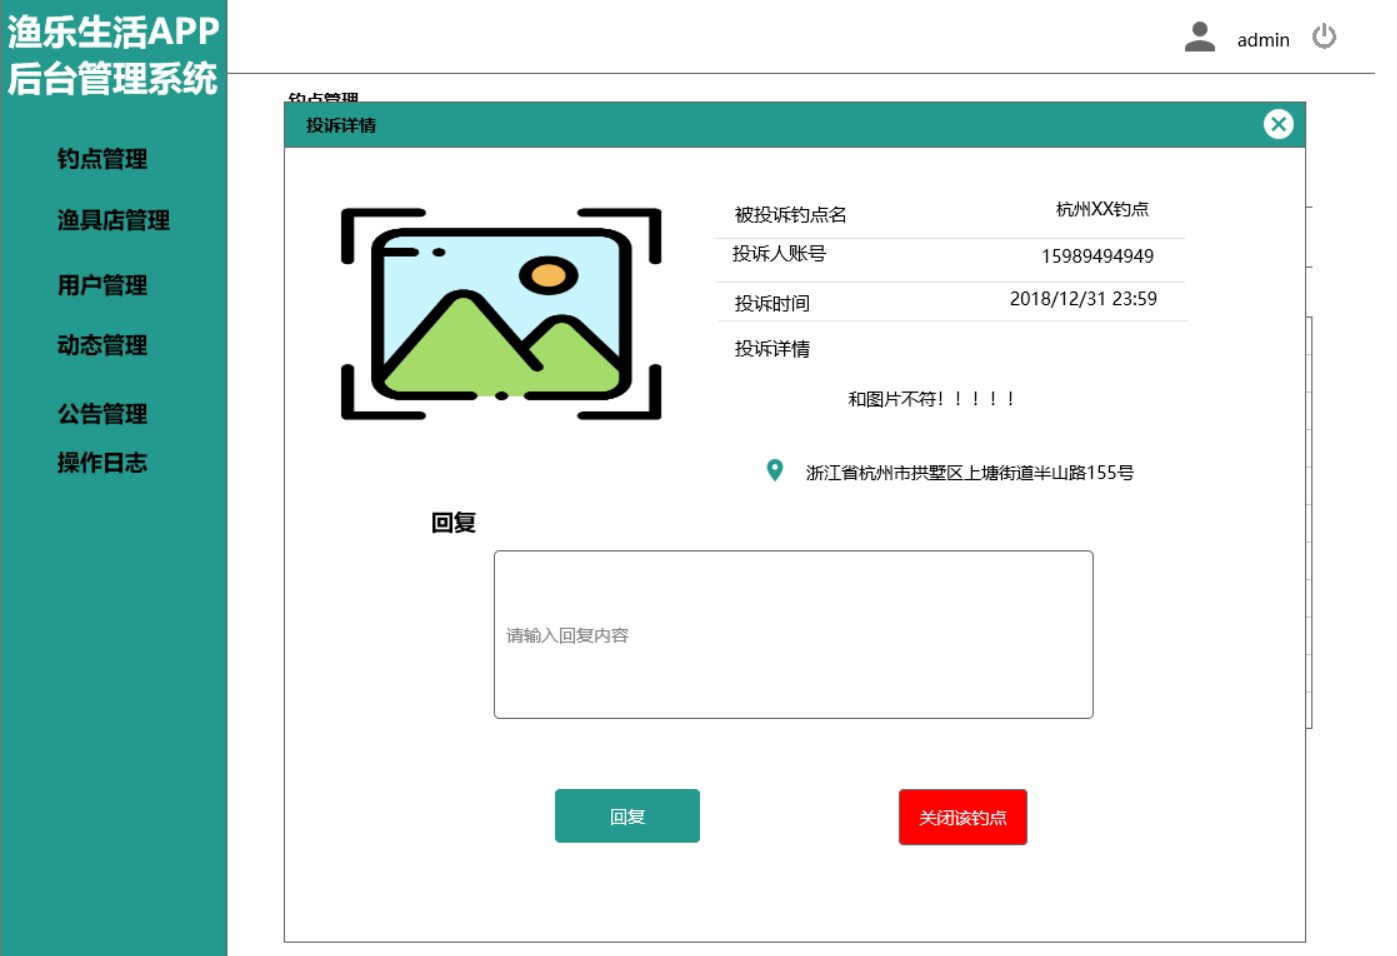 渔乐生活APP
后台管理系统
admin
钓点管理
渔具店管理
用户管理
动态管理
公告管理
操作日志
钓点管理
投诉详情
被投诉钓点名
杭州XX钓点
投诉人账号
15989494949
投诉时间
2018/12/31 23:59
投诉详情
和图片不符！！！！！
浙江省杭州市拱墅区上塘街道半山路155号
回复
请输入回复内容
回复
关闭该钓点